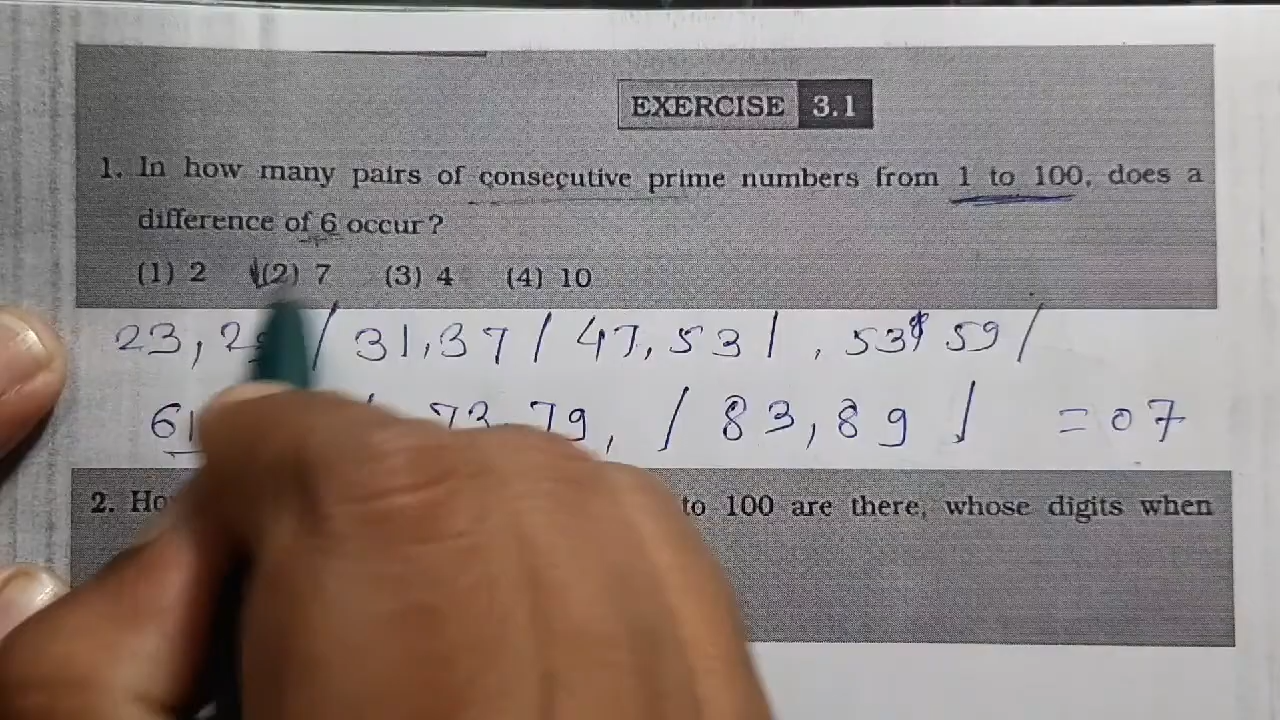 EXERCISE 3.1
1. In how many pairs of consecutive prime numbers from 1 to 100, does a
difference of 6 occur?
(1) 2 (2) 7 (3) 4 (4) 10
23, 29 / 31, 37 / 47, 53 / , 53, 59 /
61 73, 79, / 83, 89 / = 07
2. to 100 are there, whose digits when